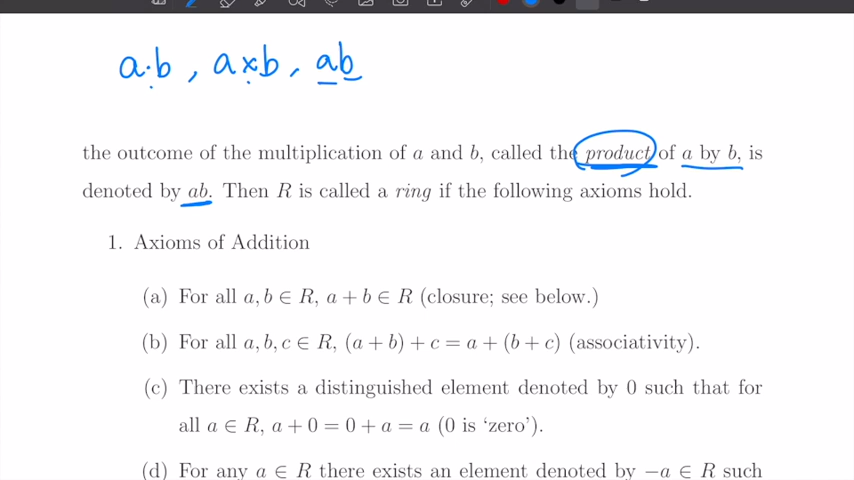 a·b, a×b, ab
the outcome of the multiplication of a and b, called the product of a by b, is
denoted by ab. Then R is called a ring if the following axioms hold.
1. Axioms of Addition
(a) For all a, b ∈ R, a + b ∈ R (closure; see below.)
(b) For all a, b, c ∈ R, (a + b) + c = a + (b + c) (associativity).
(c) There exists a distinguished element denoted by 0 such that for
all a ∈ R, a + 0 = 0 + a = a (0 is ‘zero’).
(d) For any a ∈ R there exists an element denoted by −a ∈ R such